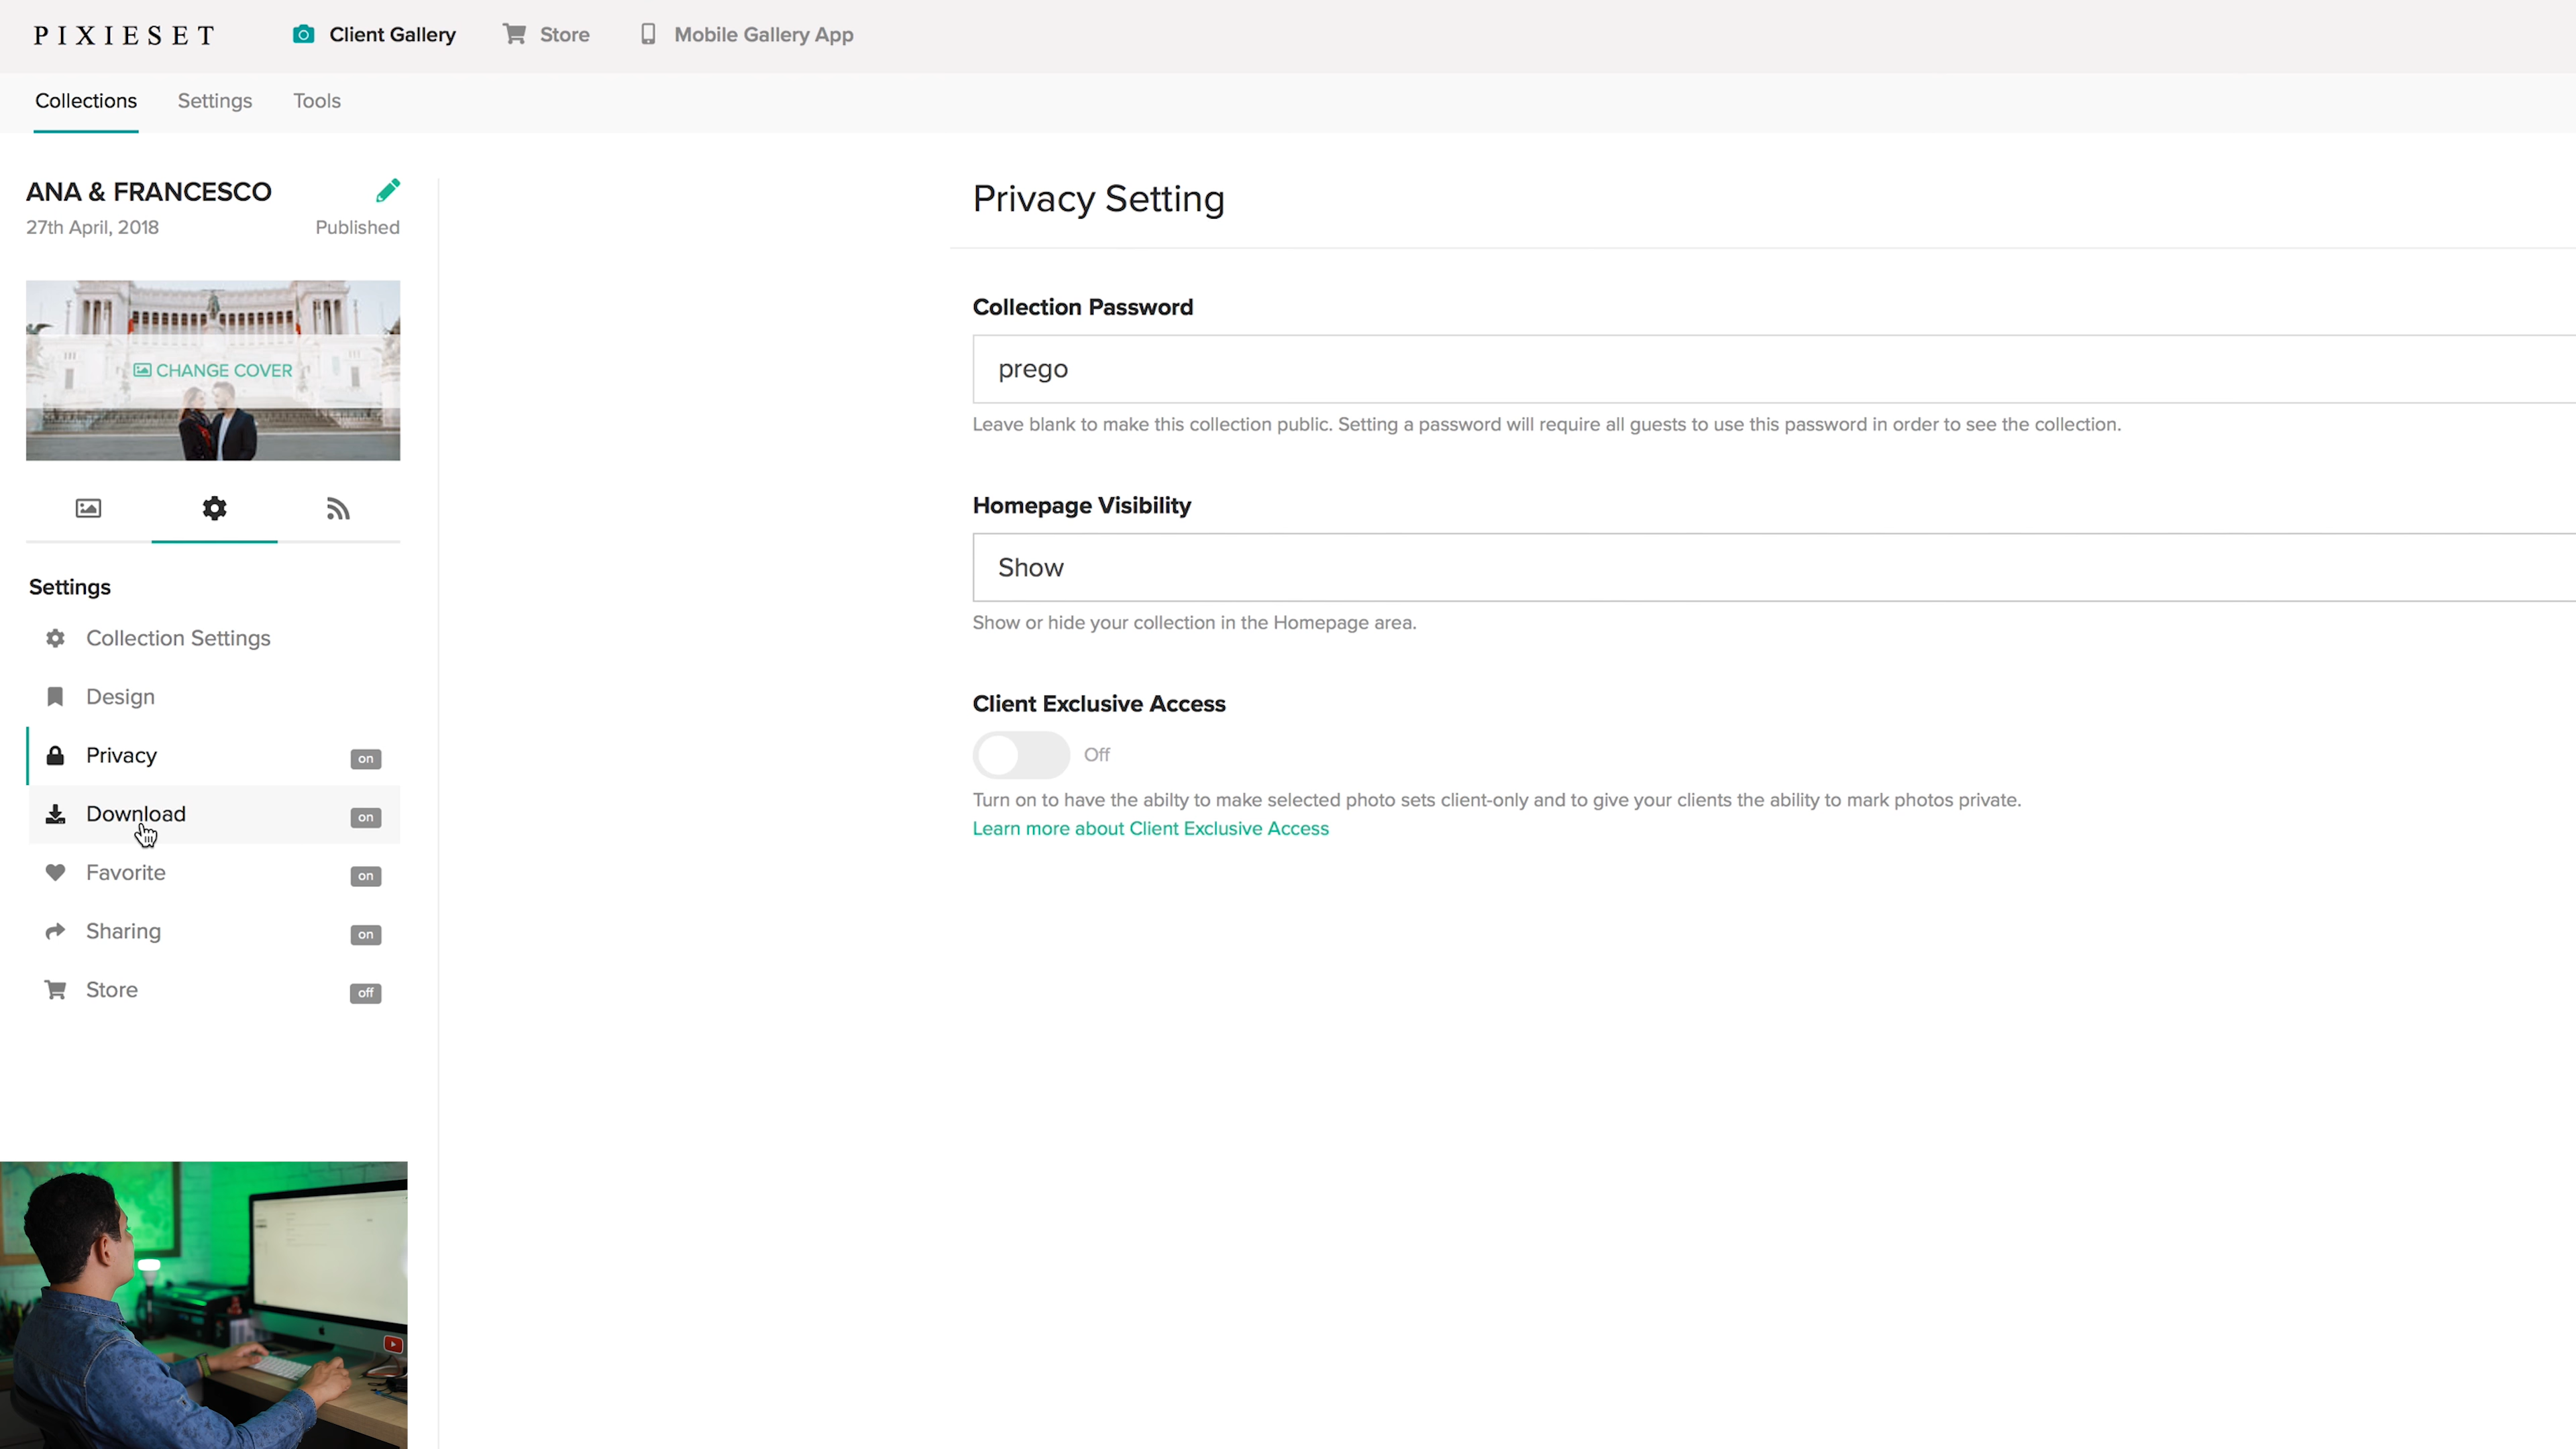 PIXIESET
Client Gallery
Store
Mobile Gallery App
Collections
Settings
Tools
ANA & FRANCESCO
27th April, 2018
Published
CHANGE COVER
Settings
Collection Settings
Design
Privacy
on
Download
on
Favorite
on
Sharing
on
Store
off
Privacy Setting
Collection Password
prego
Leave blank to make this collection public. Setting a password will require all guests to use this password in order to see the collection.
Homepage Visibility
Show
Show or hide your collection in the Homepage area.
Client Exclusive Access
Off
Turn on to have the abilty to make selected photo sets client-only and to give your clients the ability to mark photos private.
Learn more about Client Exclusive Access